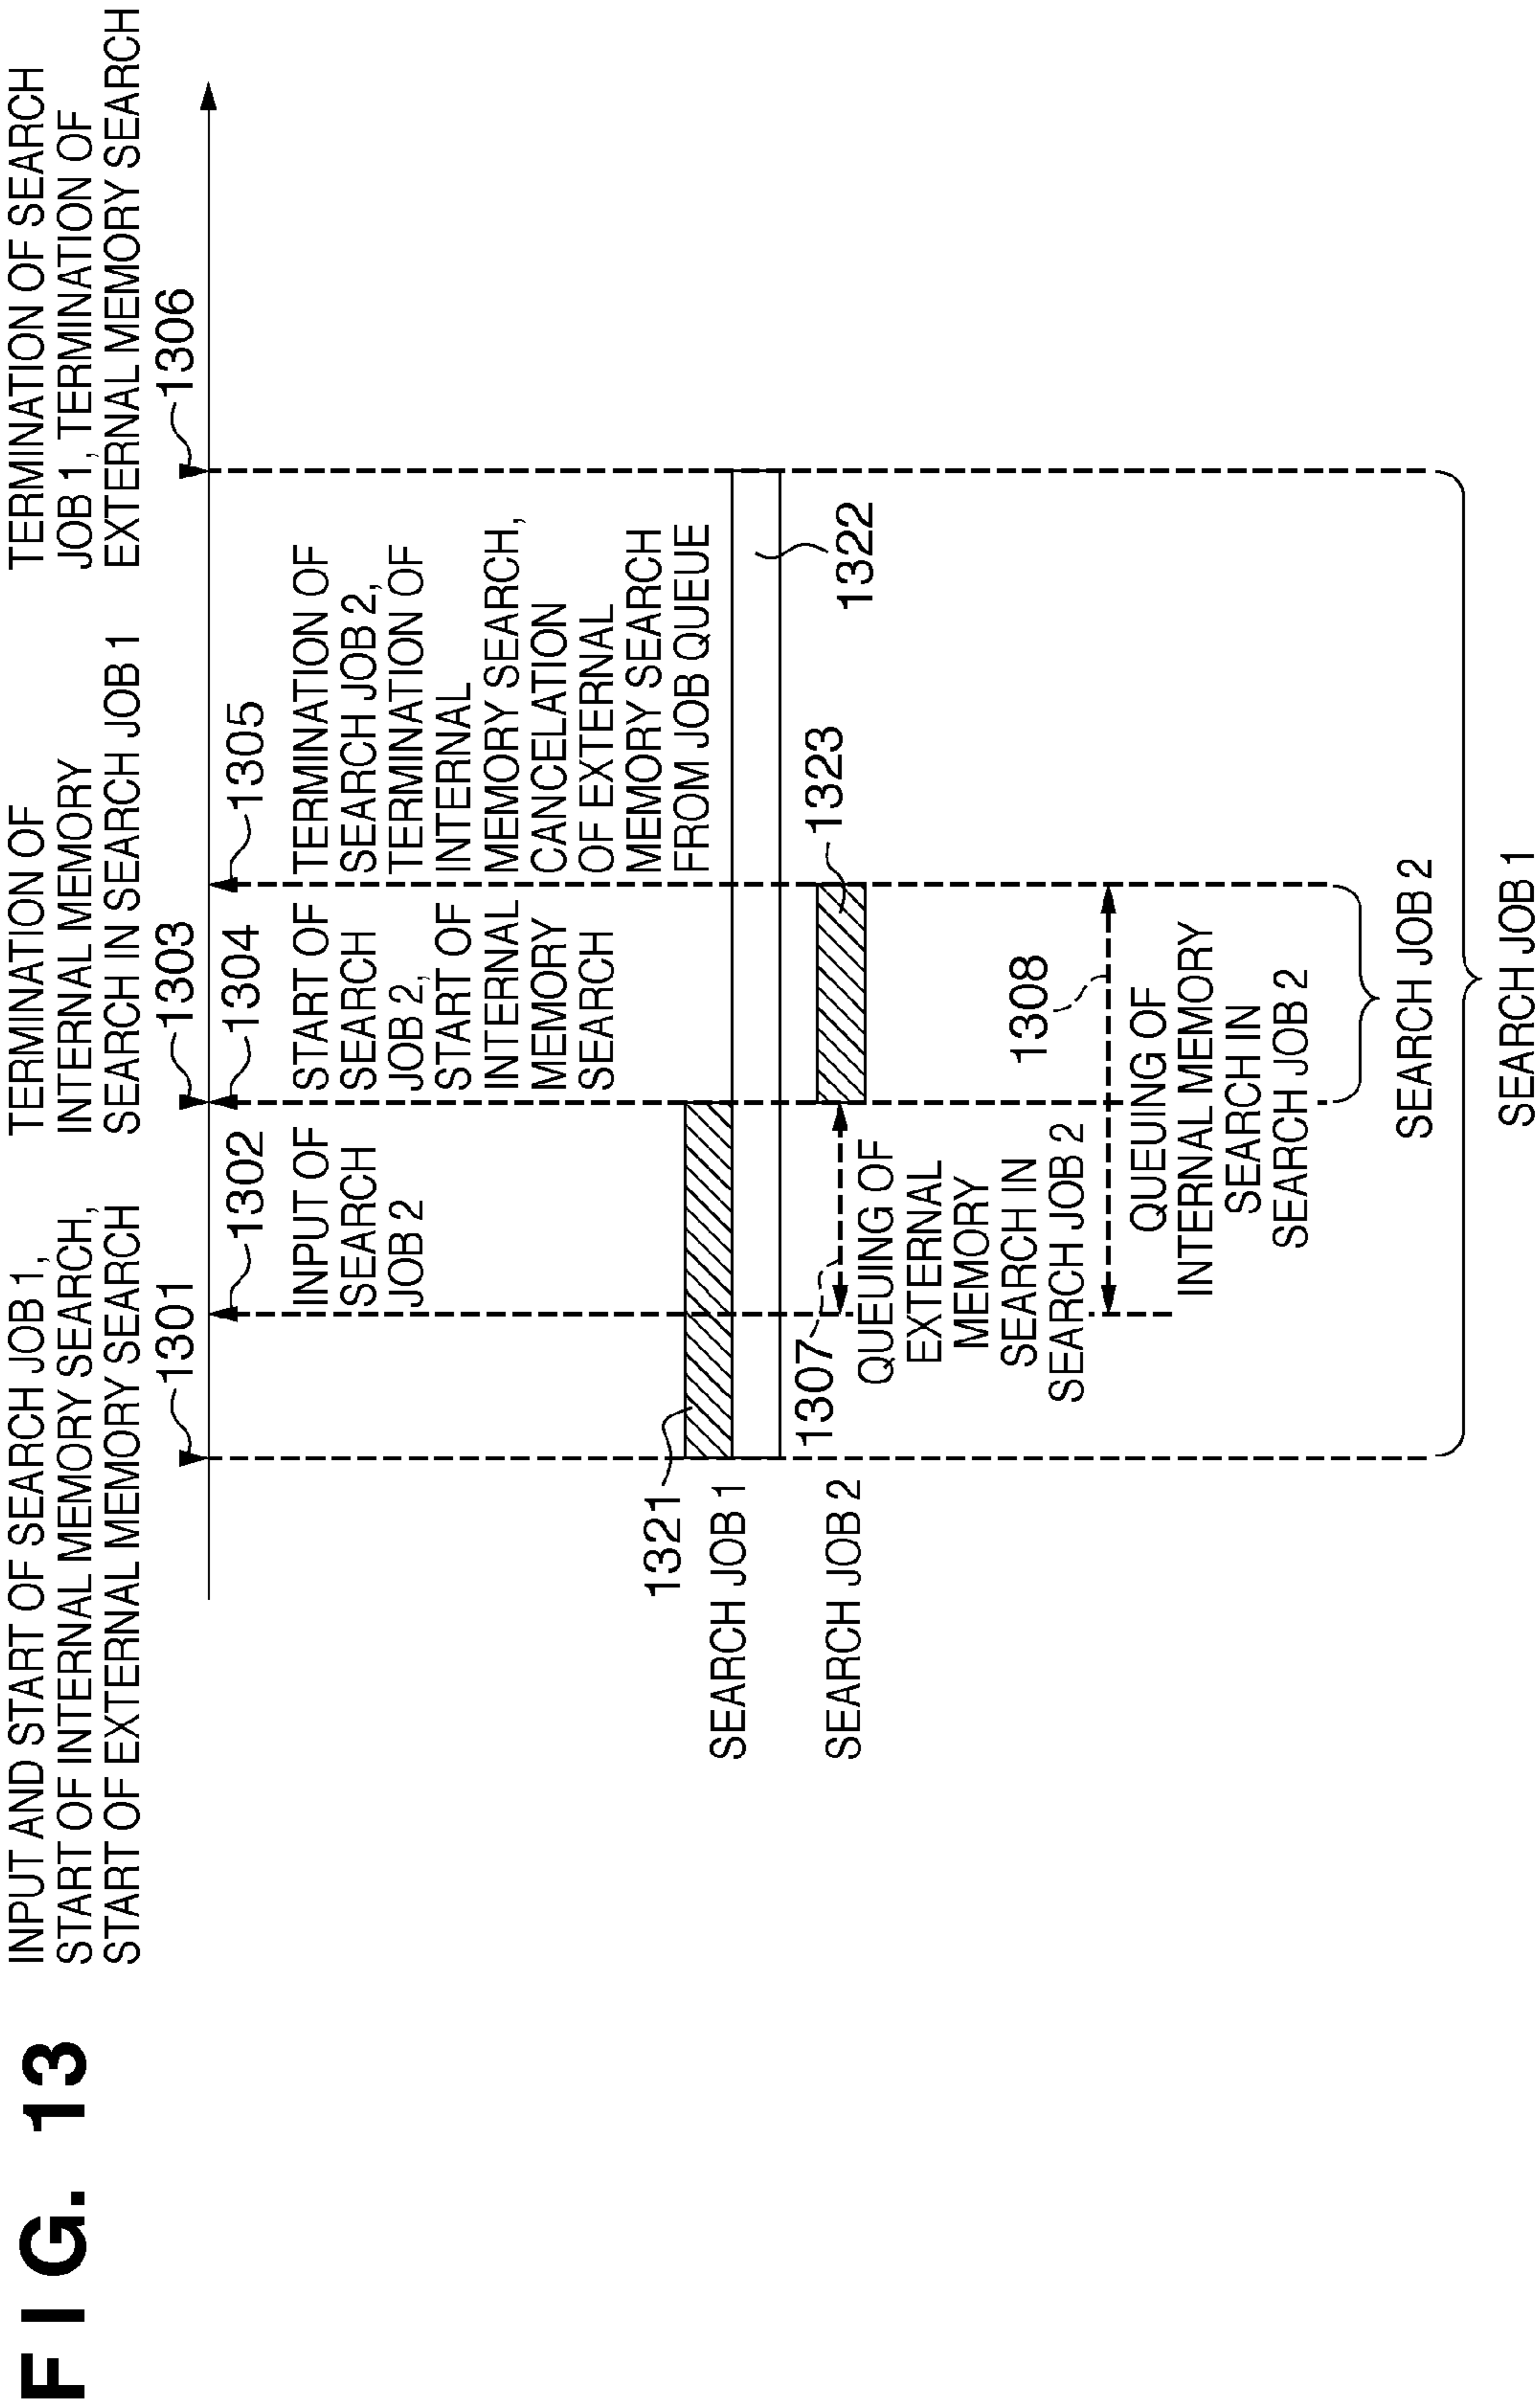 FIG. 13
INPUT AND START OF SEARCH JOB 1,
START OF INTERNAL MEMORY SEARCH,
START OF EXTERNAL MEMORY SEARCH
1301
TERMINATION OF
INTERNAL MEMORY
SEARCH IN SEARCH JOB 1
1303
TERMINATION OF SEARCH
JOB 1, TERMINATION OF
EXTERNAL MEMORY SEARCH
1306
1302
INPUT OF
SEARCH
JOB 2
1304
START OF
SEARCH
JOB 2,
START OF
INTERNAL
MEMORY
SEARCH
1305
TERMINATION OF
SEARCH JOB 2,
TERMINATION OF
INTERNAL
MEMORY SEARCH,
CANCELATION
OF EXTERNAL
MEMORY SEARCH
FROM JOB QUEUE
1321
SEARCH JOB 1
1322
SEARCH JOB 2
1323
1307
QUEUING OF
EXTERNAL
MEMORY
SEARCH IN
SEARCH JOB 2
1308
QUEUING OF
INTERNAL MEMORY
SEARCH IN
SEARCH JOB 2
SEARCH JOB 2
SEARCH JOB 1